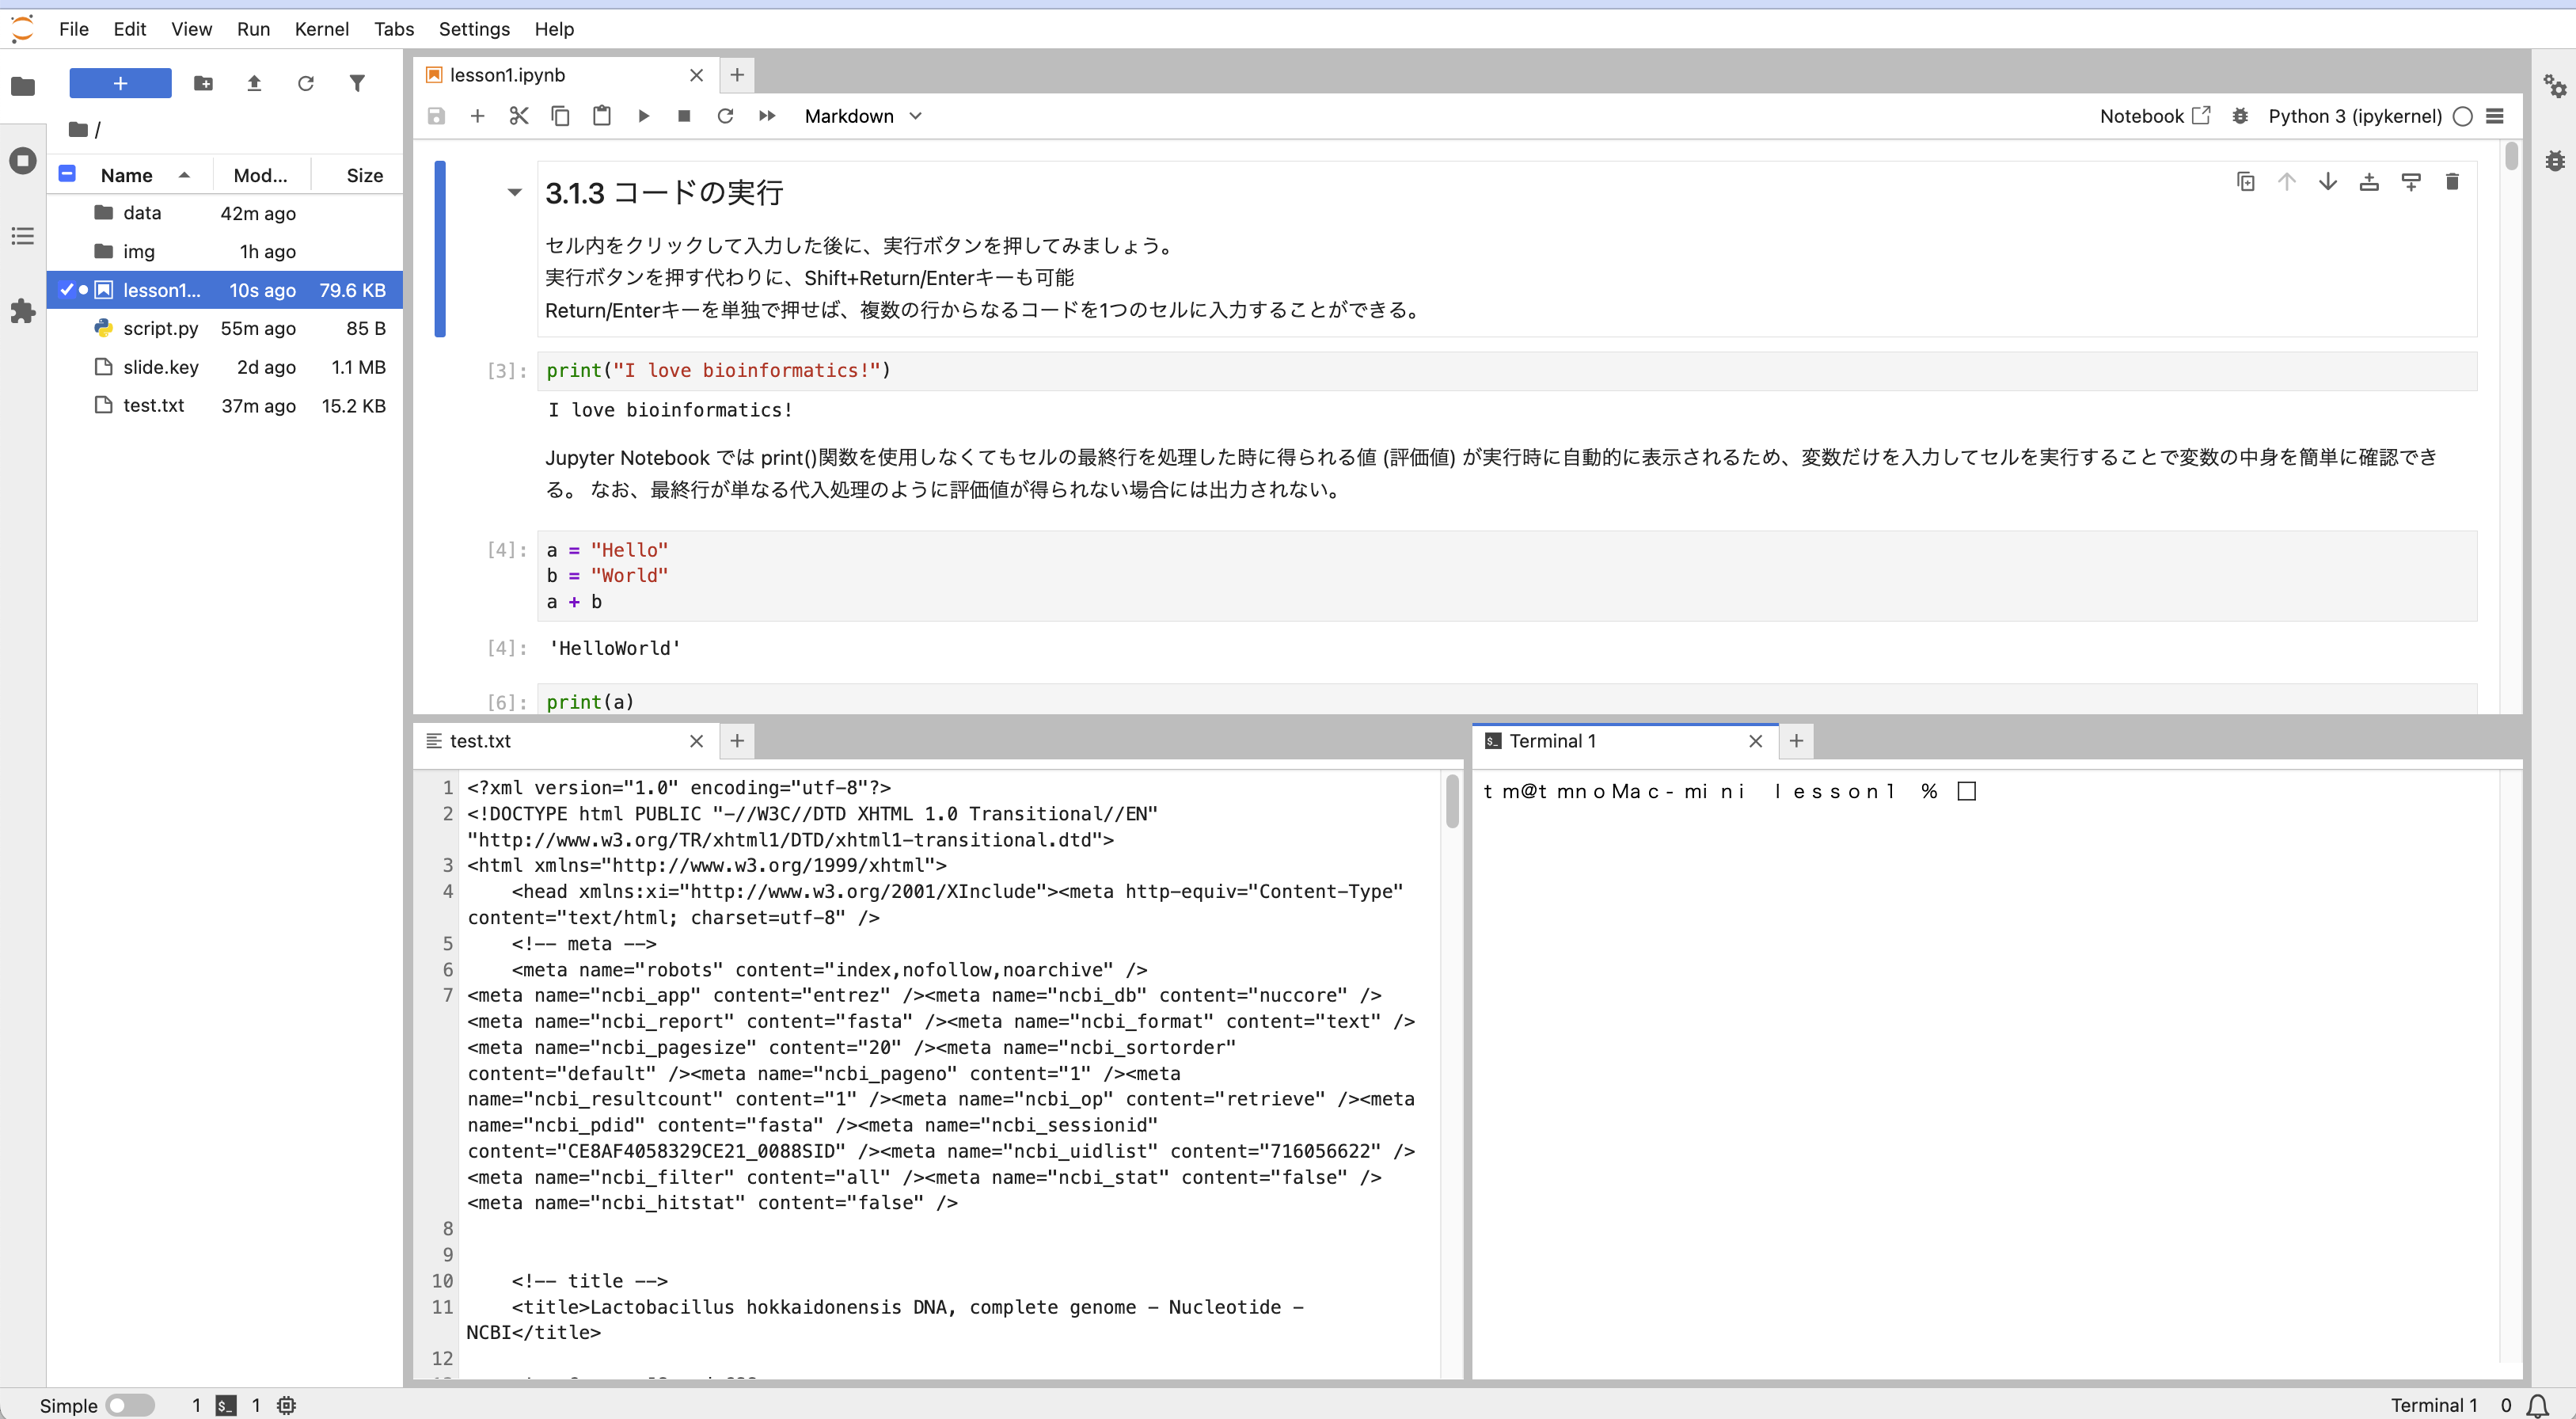 File Edit View Run Kernel Tabs Settings Help
+
/
Name Mod... Size
data 42m ago
img 1h ago
lesson1... 10s ago 79.6 KB
script.py 55m ago 85 B
slide.key 2d ago 1.1 MB
test.txt 37m ago 15.2 KB
lesson1.ipynb
Markdown
Notebook Python 3 (ipykernel)
3.1.3 コードの実行
セル内をクリックして入力した後に、実行ボタンを押してみましょう。
実行ボタンを押す代わりに、Shift+Return/Enterキーも可能
Return/Enterキーを単独で押せば、複数の行からなるコードを1つのセルに入力することができる。
[3]: print("I love bioinformatics!")
I love bioinformatics!
Jupyter Notebook では print()関数を使用しなくてもセルの最終行を処理した時に得られる値 (評価値) が実行時に自動的に表示されるため、変数だけを入力してセルを実行することで変数の中身を簡単に確認でき
る。 なお、最終行が単なる代入処理のように評価値が得られない場合には出力されない。
[4]: a = "Hello"
b = "World"
a + b
[4]: 'HelloWorld'
[6]: print(a)
test.txt
1 <?xml version="1.0" encoding="utf-8"?>
2 <!DOCTYPE html PUBLIC "-//W3C//DTD XHTML 1.0 Transitional//EN"
"http://www.w3.org/TR/xhtml1/DTD/xhtml1-transitional.dtd">
3 <html xmlns="http://www.w3.org/1999/xhtml">
4 <head xmlns:xi="http://www.w3.org/2001/XInclude"><meta http-equiv="Content-Type"
content="text/html; charset=utf-8" />
5 <!-- meta -->
6 <meta name="robots" content="index,nofollow,noarchive" />
7 <meta name="ncbi_app" content="entrez" /><meta name="ncbi_db" content="nuccore" />
<meta name="ncbi_report" content="fasta" /><meta name="ncbi_format" content="text" />
<meta name="ncbi_pagesize" content="20" /><meta name="ncbi_sortorder"
content="default" /><meta name="ncbi_pageno" content="1" /><meta
name="ncbi_resultcount" content="1" /><meta name="ncbi_op" content="retrieve" /><meta
name="ncbi_pdid" content="fasta" /><meta name="ncbi_sessionid"
content="CE8AF4058329CE21_0088SID" /><meta name="ncbi_uidlist" content="716056622" />
<meta name="ncbi_filter" content="all" /><meta name="ncbi_stat" content="false" />
<meta name="ncbi_hitstat" content="false" />
8
9
10 <!-- title -->
11 <title>Lactobacillus hokkaidonensis DNA, complete genome - Nucleotide -
NCBI</title>
12
Terminal 1
tm@tmnoMac-mini lesson1 %
Simple 1 $_ 1
Terminal 1 0